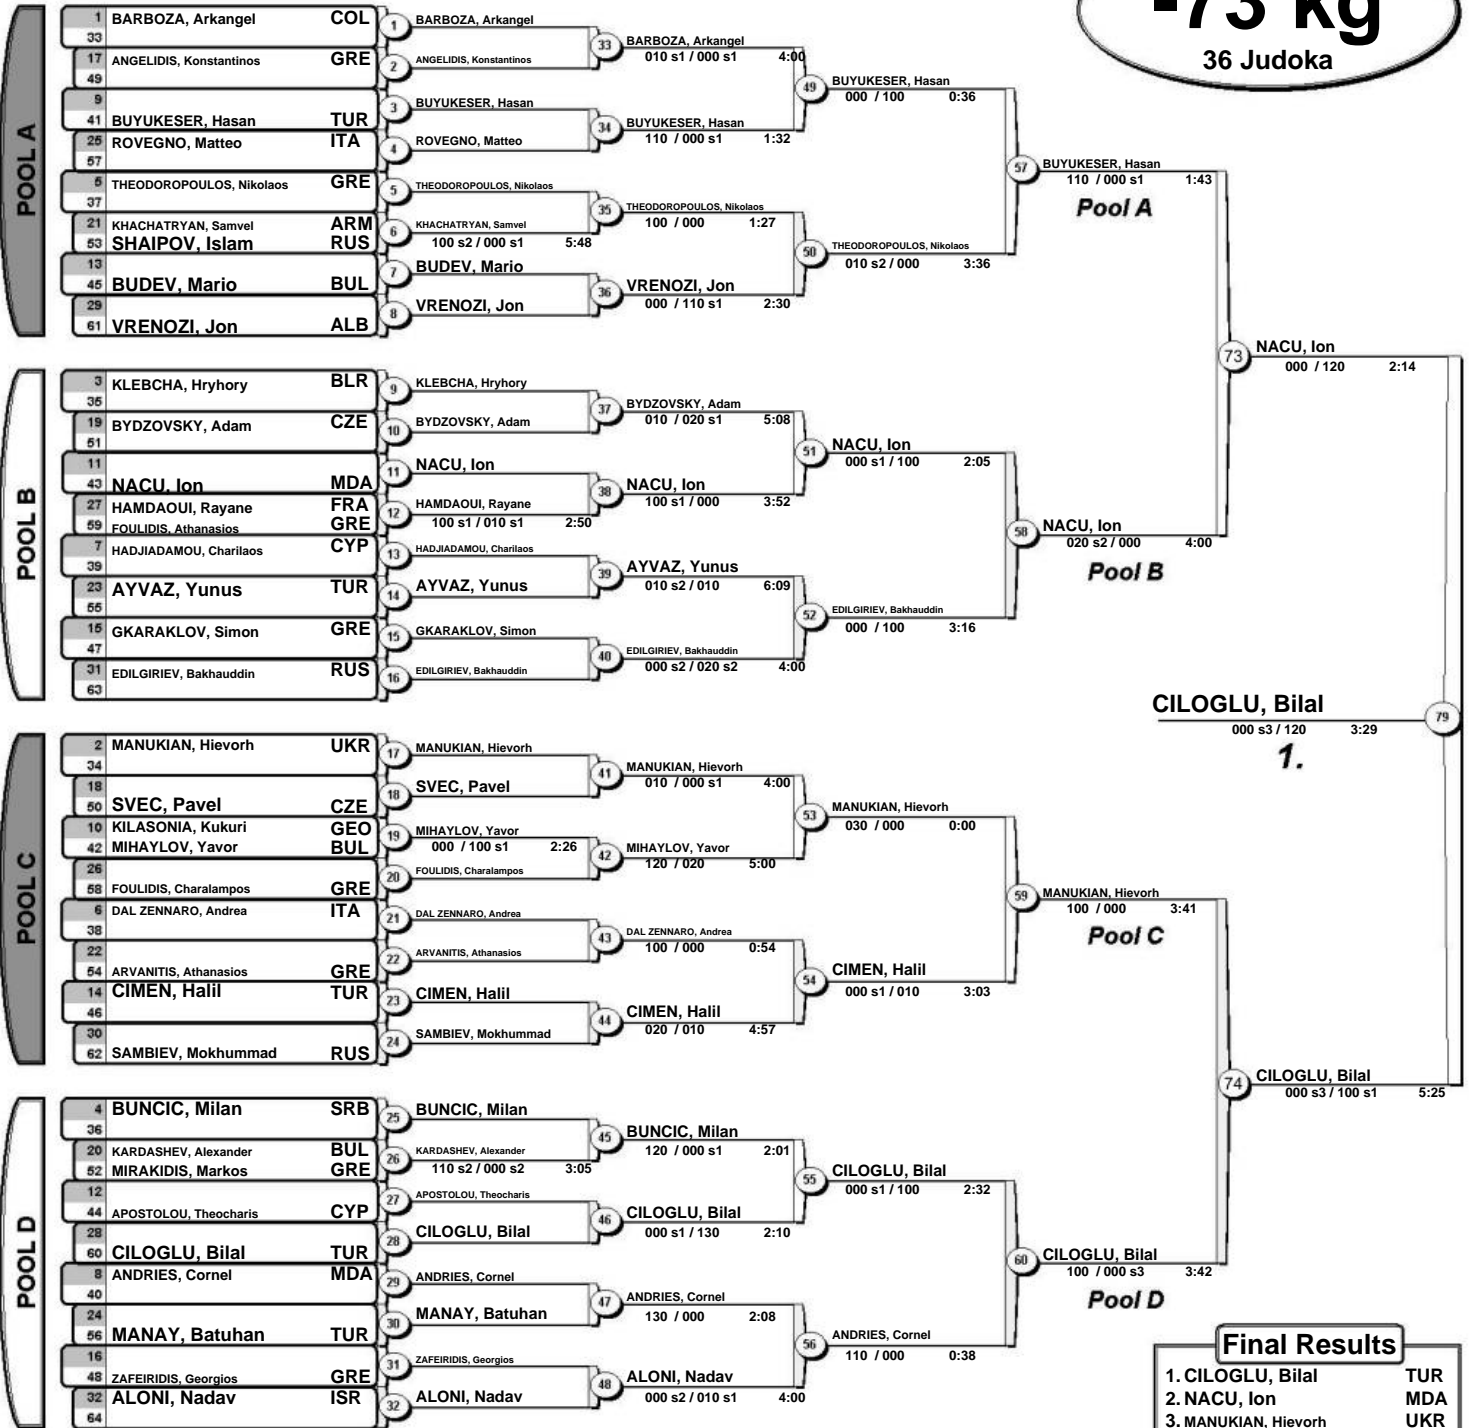 -73 kg
36 Judoka
POOL A
1 BARBOZA, Arkangel COL
33
17 ANGELIDIS, Konstantinos GRE
49
9
41 BUYUKESER, Hasan TUR
25 ROVEGNO, Matteo ITA
57
5 THEODOROPOULOS, Nikolaos GRE
37
21 KHACHATRYAN, Samvel ARM
53 SHAIPOV, Islam RUS
13
45 BUDEV, Mario BUL
29
61 VRENOZI, Jon ALB
1 BARBOZA, Arkangel
2 ANGELIDIS, Konstantinos
3 BUYUKESER, Hasan
4 ROVEGNO, Matteo
5 THEODOROPOULOS, Nikolaos
6 KHACHATRYAN, Samvel
100 s2 / 000 s1 5:48
7 BUDEV, Mario
8 VRENOZI, Jon
33 BARBOZA, Arkangel
010 s1 / 000 s1 4:00
34 BUYUKESER, Hasan
110 / 000 s1 1:32
35 THEODOROPOULOS, Nikolaos
100 / 000 1:27
36 VRENOZI, Jon
000 / 110 s1 2:30
49 BUYUKESER, Hasan
000 / 100 0:36
50 THEODOROPOULOS, Nikolaos
010 s2 / 000 3:36
57 BUYUKESER, Hasan
110 / 000 s1 1:43
Pool A
POOL B
3 KLEBCHA, Hryhory BLR
35
19 BYDZOVSKY, Adam CZE
51
11
43 NACU, Ion MDA
27 HAMDAOUI, Rayane FRA
59 FOULIDIS, Athanasios GRE
7 HADJIADAMOU, Charilaos CYP
39
23 AYVAZ, Yunus TUR
55
15 GKARAKLOV, Simon GRE
47
31 EDILGIRIEV, Bakhauddin RUS
63
9 KLEBCHA, Hryhory
10 BYDZOVSKY, Adam
11 NACU, Ion
12 HAMDAOUI, Rayane
100 s1 / 010 s1 2:50
13 HADJIADAMOU, Charilaos
14 AYVAZ, Yunus
15 GKARAKLOV, Simon
16 EDILGIRIEV, Bakhauddin
37 BYDZOVSKY, Adam
010 / 020 s1 5:08
38 NACU, Ion
100 s1 / 000 3:52
39 AYVAZ, Yunus
010 s2 / 010 6:09
40 EDILGIRIEV, Bakhauddin
000 s2 / 020 s2 4:00
51 NACU, Ion
000 s1 / 100 2:05
52 EDILGIRIEV, Bakhauddin
000 / 100 3:16
58 NACU, Ion
020 s2 / 000 4:00
Pool B
73 NACU, Ion
000 / 120 2:14
CILOGLU, Bilal 79
000 s3 / 120 3:29
1.
POOL C
2 MANUKIAN, Hievorh UKR
34
18
50 SVEC, Pavel CZE
10 KILASONIA, Kukuri GEO
42 MIHAYLOV, Yavor BUL
26
58 FOULIDIS, Charalampos GRE
6 DAL ZENNARO, Andrea ITA
38
22
54 ARVANITIS, Athanasios GRE
14 CIMEN, Halil TUR
46
30
62 SAMBIEV, Mokhummad RUS
17 MANUKIAN, Hievorh
18 SVEC, Pavel
19 MIHAYLOV, Yavor
000 / 100 s1 2:26
20 FOULIDIS, Charalampos
21 DAL ZENNARO, Andrea
22 ARVANITIS, Athanasios
23 CIMEN, Halil
24 SAMBIEV, Mokhummad
41 MANUKIAN, Hievorh
010 / 000 s1 4:00
42 MIHAYLOV, Yavor
120 / 020 5:00
43 DAL ZENNARO, Andrea
100 / 000 0:54
44 CIMEN, Halil
020 / 010 4:57
53 MANUKIAN, Hievorh
030 / 000 0:00
54 CIMEN, Halil
000 s1 / 010 3:03
59 MANUKIAN, Hievorh
100 / 000 3:41
Pool C
74 CILOGLU, Bilal
000 s3 / 100 s1 5:25
POOL D
4 BUNCIC, Milan SRB
36
20 KARDASHEV, Alexander BUL
52 MIRAKIDIS, Markos GRE
12
44 APOSTOLOU, Theocharis CYP
28
60 CILOGLU, Bilal TUR
8 ANDRIES, Cornel MDA
40
24
56 MANAY, Batuhan TUR
16
48 ZAFEIRIDIS, Georgios GRE
32 ALONI, Nadav ISR
64
25 BUNCIC, Milan
26 KARDASHEV, Alexander
110 s2 / 000 s2 3:05
27 APOSTOLOU, Theocharis
28 CILOGLU, Bilal
29 ANDRIES, Cornel
30 MANAY, Batuhan
31 ZAFEIRIDIS, Georgios
32 ALONI, Nadav
45 BUNCIC, Milan
120 / 000 s1 2:01
46 CILOGLU, Bilal
000 s1 / 130 2:10
47 ANDRIES, Cornel
130 / 000 2:08
48 ALONI, Nadav
000 s2 / 010 s1 4:00
55 CILOGLU, Bilal
000 s1 / 100 2:32
56 ANDRIES, Cornel
110 / 000 0:38
60 CILOGLU, Bilal
100 / 000 s3 3:42
Pool D
Final Results
1. CILOGLU, Bilal TUR
2. NACU, Ion MDA
3. MANUKIAN, Hievorh UKR